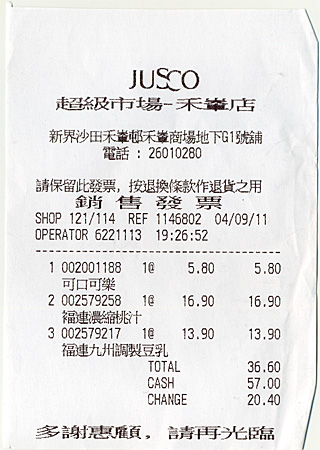 JUSCO
超級市場-禾輋店
新界沙田禾輋邨禾輋商場地下G1號舖
電話 : 26010280
請保留此發票, 按退換條款作退貨之用
銷售發票
SHOP 121/114 REF 1146802 04/09/11
OPERATOR 6221113 19:26:52
1 002001188 1@ 5.80 5.80
可口可樂
2 002579258 1@ 16.90 16.90
福連濃縮桃汁
3 002579217 1@ 13.90 13.90
福連九州調製豆乳
TOTAL 36.60
CASH 57.00
CHANGE 20.40
多謝惠顧, 請再光臨